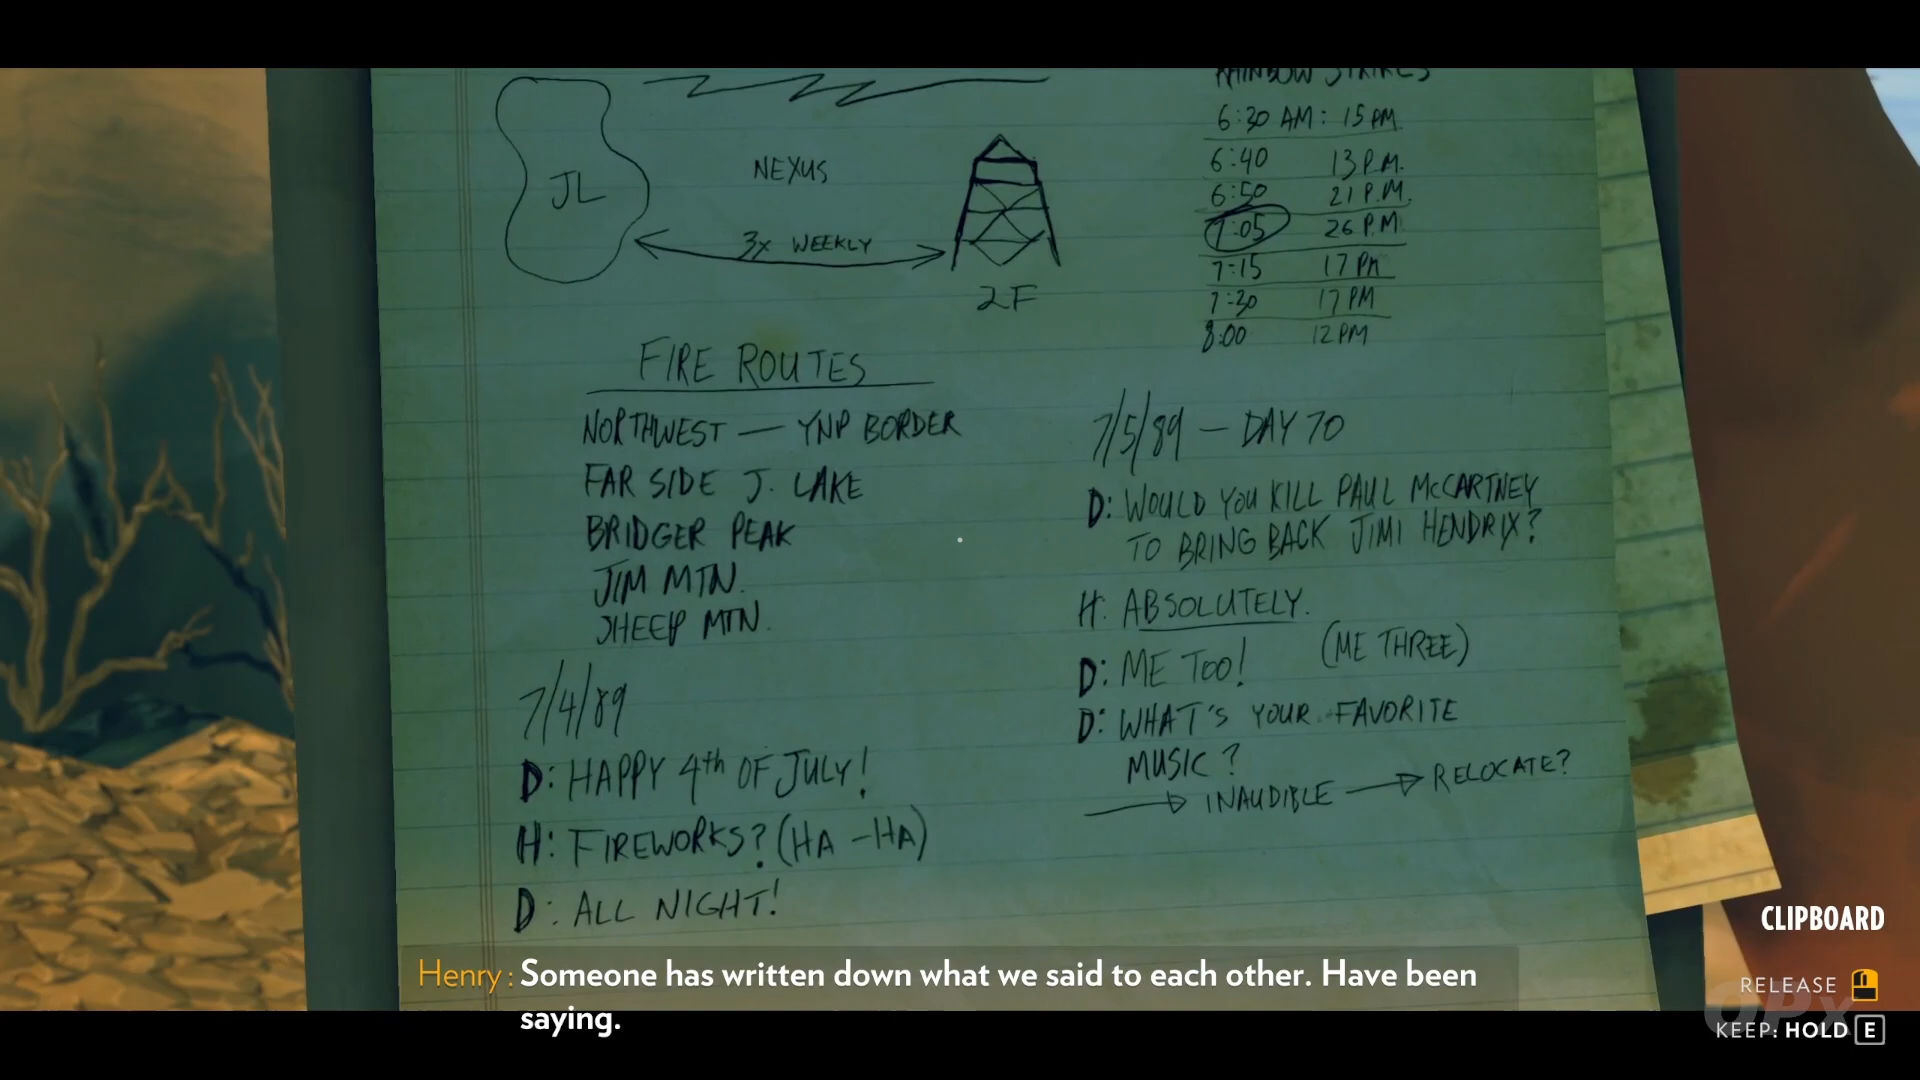 RAINBOW STRIKES
6:30 AM: 15 PM
6:40 13 P.M.
6:50 21 P.M.
7:05 26 P.M
7:15 17 PM
7:30 17 PM
8:00 12 PM
JL
NEXUS
3x WEEKLY
2F
FIRE ROUTES
NORTHWEST — YNP BORDER
FAR SIDE J. LAKE
BRIDGER PEAK
JIM MTN.
SHEEP MTN.
7/4/89
D: HAPPY 4th OF JULY!
H: FIREWORKS? (HA-HA)
D: ALL NIGHT!
7/5/89 — DAY 70
D: WOULD YOU KILL PAUL McCARTNEY
TO BRING BACK JIMI HENDRIX?
H: ABSOLUTELY.
D: ME TOO! (ME THREE)
D: WHAT'S YOUR FAVORITE
MUSIC?
→ INAUDIBLE → RELOCATE?
Henry: Someone has written down what we said to each other. Have been
saying.
CLIPBOARD
RELEASE
OPx
KEEP: HOLD E